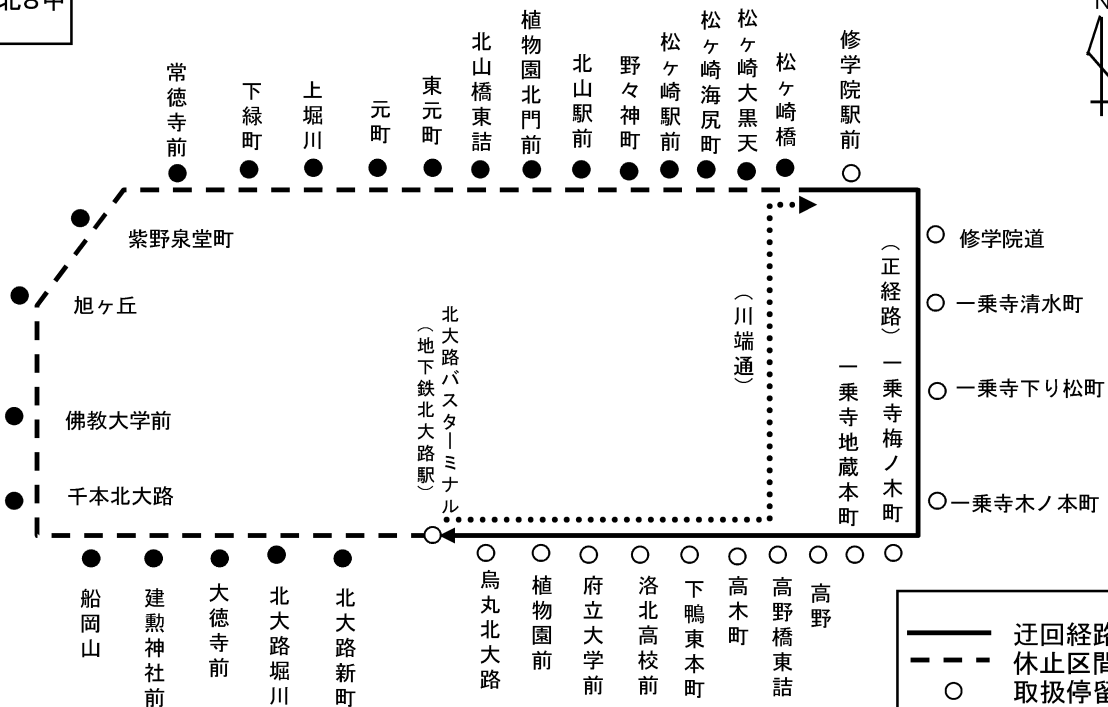 北8甲
N
常徳寺前
下緑町
上堀川
元町
東元町
北山橋東詰
植物園北門前
北山駅前
野々神町
松ヶ崎駅前
松ヶ崎海尻町
松ヶ崎大黒天
松ヶ崎橋
修学院駅前
紫野泉堂町
旭ヶ丘
佛教大学前
千本北大路
北大路バスターミナル
（地下鉄北大路駅）
（川端通）
（正経路）
修学院道
一乗寺清水町
一乗寺下り松町
一乗寺木ノ本町
一乗寺地蔵本町
一乗寺梅ノ木町
船岡山
建勲神社前
大徳寺前
北大路堀川
北大路新町
烏丸北大路
植物園前
府立大学前
洛北高校前
下鴨東本町
高木町
高野橋東詰
高野
迂回経路
休止区間
取扱停留